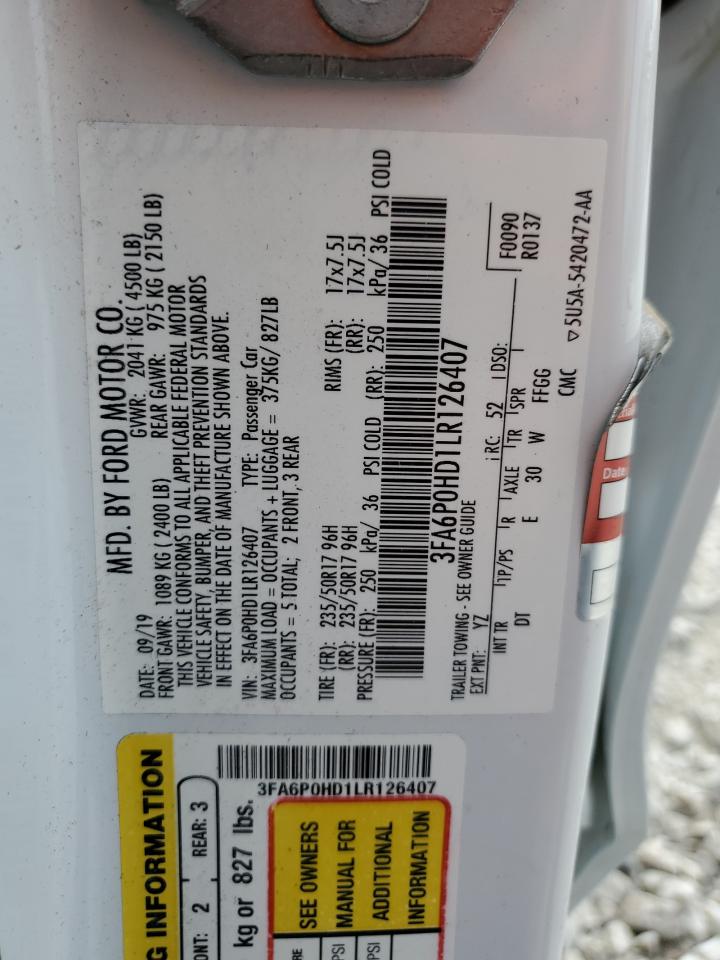 MFD. BY FORD MOTOR CO.
DATE: 09/19 GVWR: 2041 KG ( 4500 LB)
FRONT GAWR: 1089 KG ( 2400 LB) REAR GAWR: 975 KG ( 2150 LB)
THIS VEHICLE CONFORMS TO ALL APPLICABLE FEDERAL MOTOR
VEHICLE SAFETY, BUMPER, AND THEFT PREVENTION STANDARDS
IN EFFECT ON THE DATE OF MANUFACTURE SHOWN ABOVE.
VIN: 3FA6P0HD1LR126407 TYPE: Passenger Car
MAXIMUM LOAD = OCCUPANTS + LUGGAGE = 375KG/ 827LB
OCCUPANTS = 5 TOTAL; 2 FRONT, 3 REAR
TIRE (FR): 235/50R17 96H RIMS (FR): 17x7.5J
(RR): 235/50R17 96H (RR): 17x7.5J
PRESSURE (FR): 250 kPa/ 36 PSI COLD (RR): 250 kPa/ 36 PSI COLD
3FA6P0HD1LR126407
TRAILER TOWING - SEE OWNER GUIDE
EXT PNT: YZ RC: 52 DSO: F0090
R0137
INT TR TP/PS R AXLE TR SPR
DT E 30 W FFGG
CMC ▽5U5A-5420472-AA
G INFORMATION
ONT: 2 REAR: 3
kg or 827 lbs.
3FA6P0HD1LR126407
SEE OWNERS
MANUAL FOR
ADDITIONAL
INFORMATION
PSI
PSI
Date